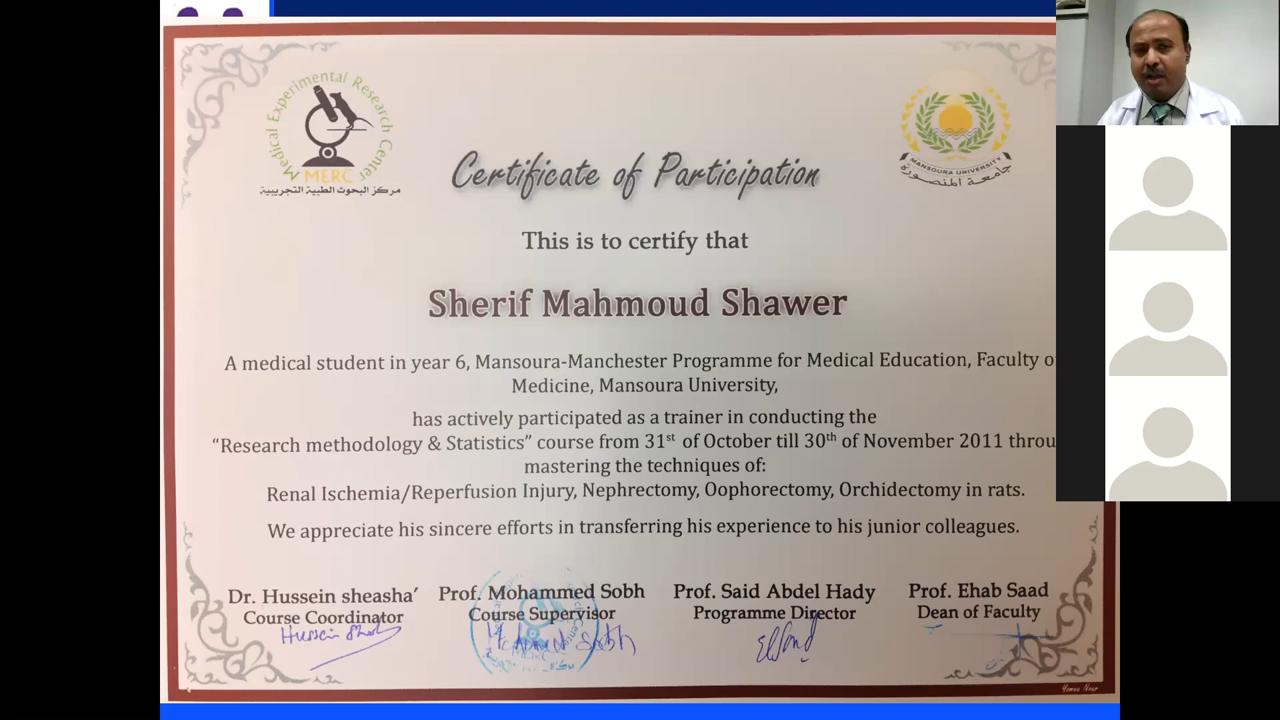 Medical Experimental Research Center
MERC
مركز البحوث الطبية التجريبية
MANSOURA UNIVERSITY
جامعة المنصورة
Certificate of Participation
This is to certify that
Sherif Mahmoud Shawer
A medical student in year 6, Mansoura-Manchester Programme for Medical Education, Faculty o
Medicine, Mansoura University,
has actively participated as a trainer in conducting the
“Research methodology & Statistics” course from 31st of October till 30th of November 2011 throu
mastering the techniques of:
Renal Ischemia/Reperfusion Injury, Nephrectomy, Oophorectomy, Orchidectomy in rats.
We appreciate his sincere efforts in transferring his experience to his junior colleagues.
Dr. Hussein sheasha’ Prof. Mohammed Sobh Prof. Said Abdel Hady Prof. Ehab Saad
Course Coordinator Course Supervisor Programme Director Dean of Faculty
Hussein
Mohamed Sobh